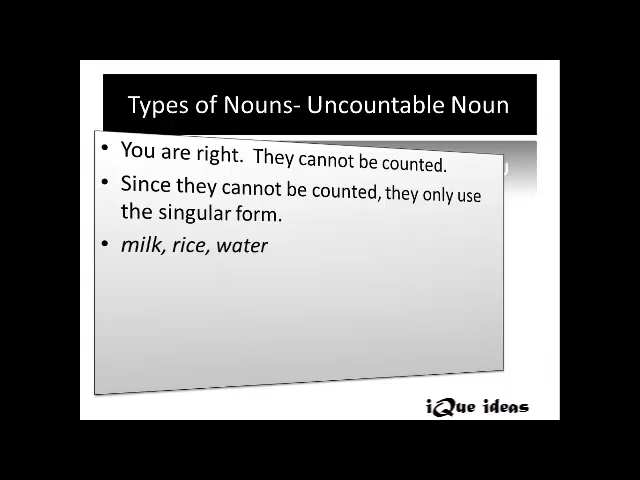 Types of Nouns- Uncountable Noun
• You are right. They cannot be counted.
• Since they cannot be counted, they only use
the singular form.
• milk, rice, water
iQue ideas